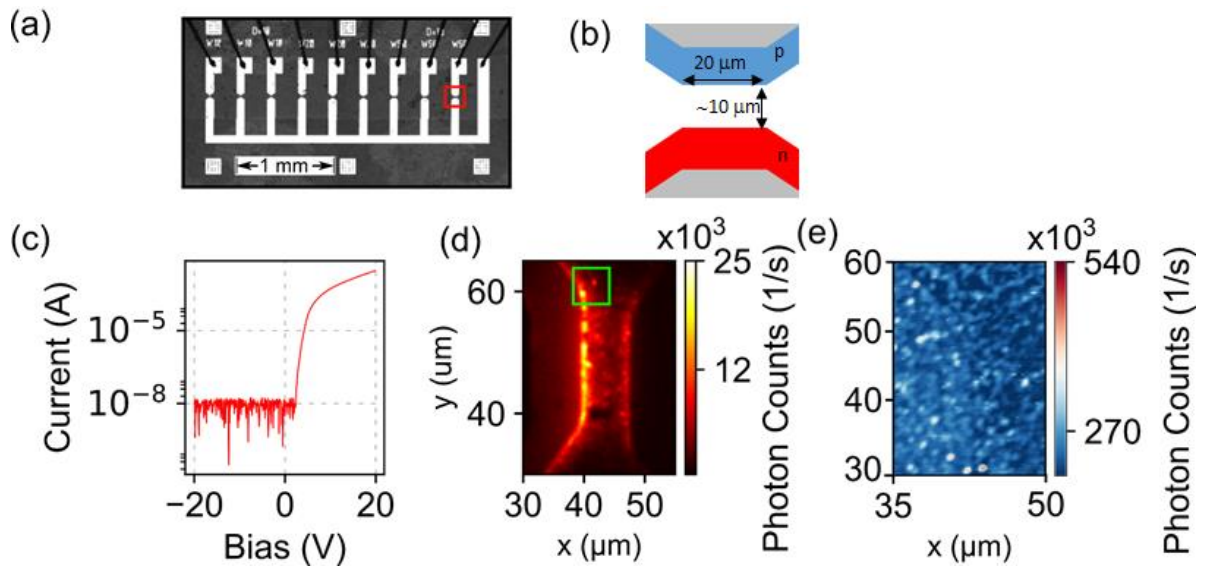 (a)
W50
1 mm
(b)
20 μm
p
~10 μm
n
(c)
Current (A)
10⁻⁵
10⁻⁸
−20
0
20
Bias (V)
(d)
x10³
25
12
Photon Counts (1/s)
y (um)
60
40
30 40 50
x (μm)
(e)
x10³
540
270
Photon Counts (1/s)
60
50
40
30
35
50
x (μm)